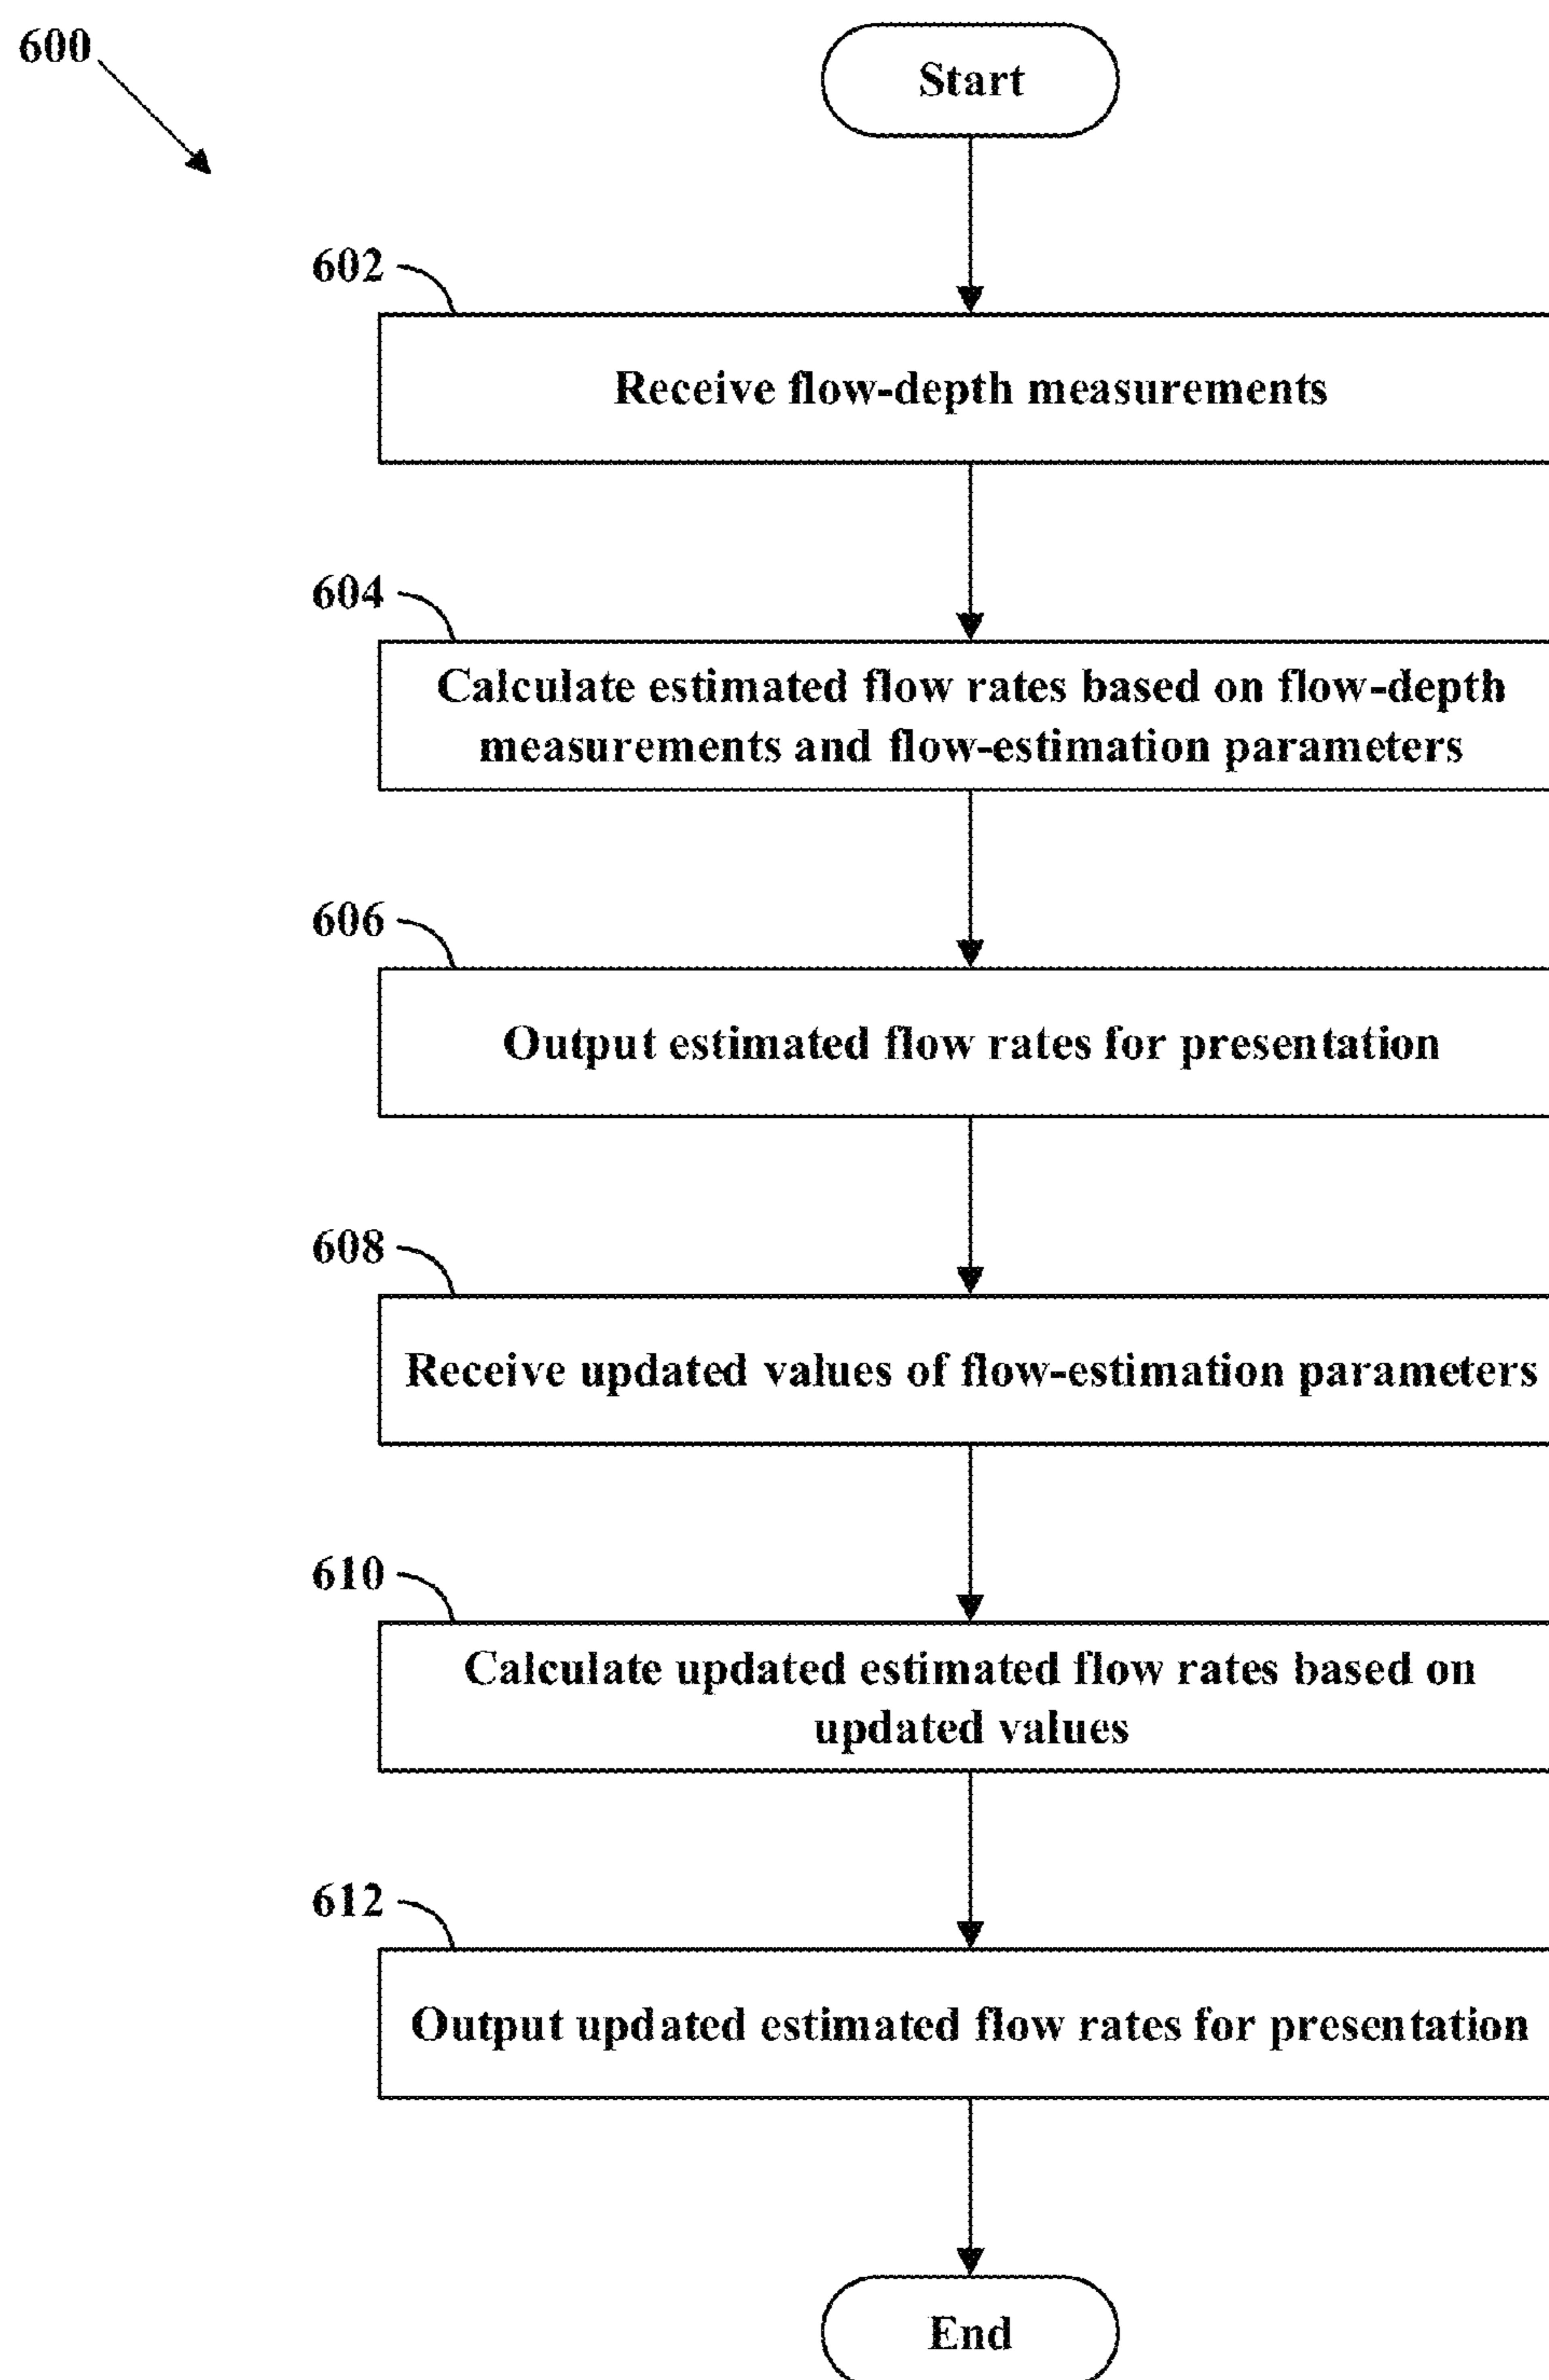 600
Start
602
Receive flow-depth measurements
604
Calculate estimated flow rates based on flow-depth
measurements and flow-estimation parameters
606
Output estimated flow rates for presentation
608
Receive updated values of flow-estimation parameters
610
Calculate updated estimated flow rates based on
updated values
612
Output updated estimated flow rates for presentation
End